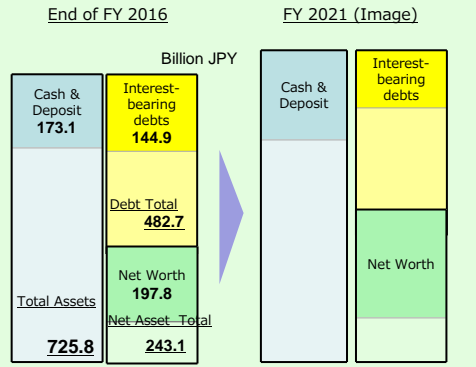 End of FY 2016
FY 2021 (Image)
Billion JPY
Cash &
Deposit
173.1
Interest-
bearing
debts
144.9
Debt Total
482.7
Net Worth
197.8
Total Assets
725.8
Net Asset Total
243.1
Cash &
Deposit
Interest-
bearing
debts
Net Worth